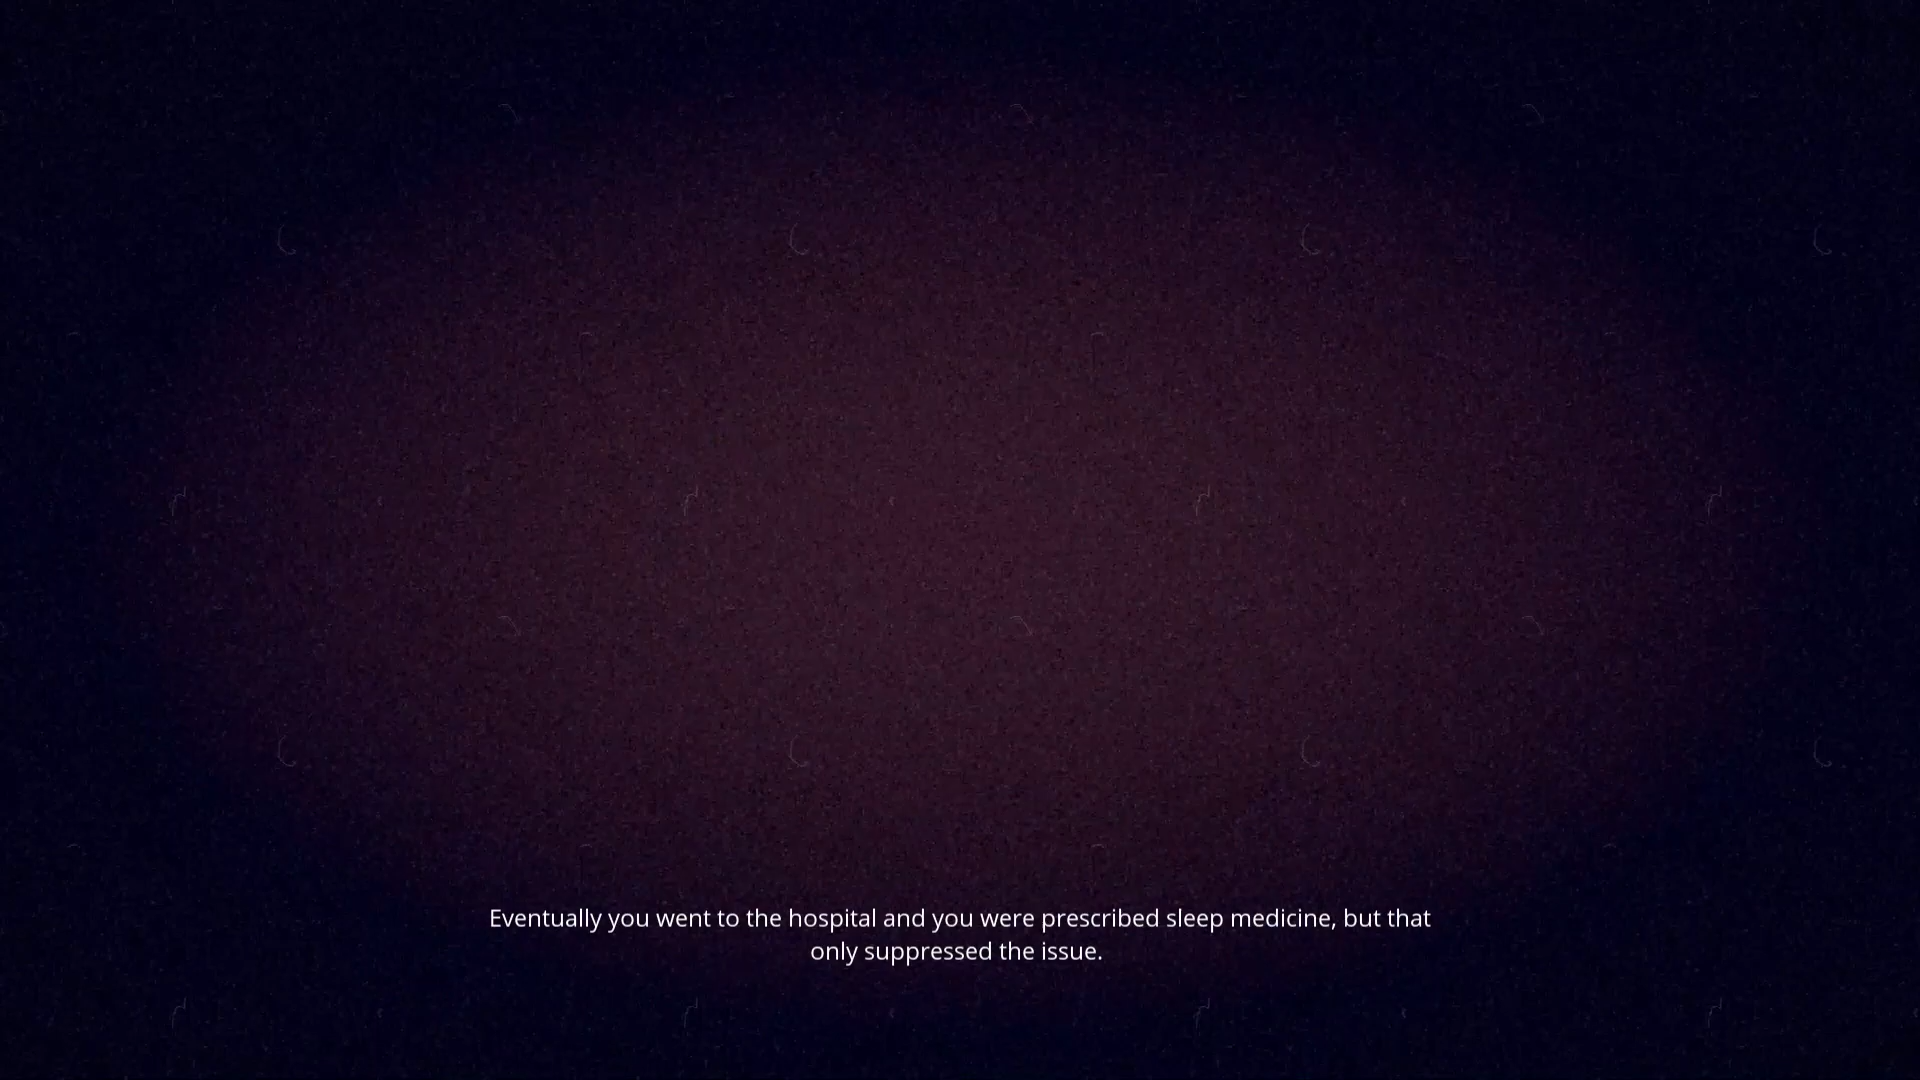 Eventually you went to the hospital and you were prescribed sleep medicine, but that
only suppressed the issue.